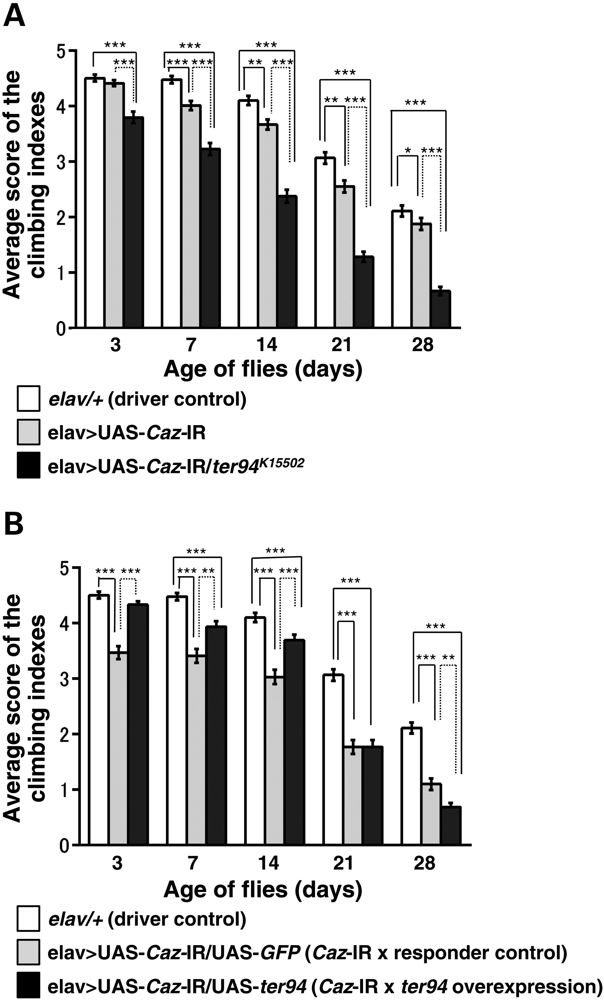 A
Average score of the
climbing indexes
5
4
3
2
1
0
*** *** *** *** *** *** ** *** *** ** *** *** * ***
***
3 7 14 21 28
Age of flies (days)
elav/+ (driver control)
elav>UAS-Caz-IR
elav>UAS-Caz-IR/ter94K15502
B
Average score of the
climbing indexes
5
4
3
2
1
0
*** ***
*** *** **
*** *** ***
*** ***
*** *** **
3 7 14 21 28
Age of flies (days)
elav/+ (driver control)
elav>UAS-Caz-IR/UAS-GFP (Caz-IR x responder control)
elav>UAS-Caz-IR/UAS-ter94 (Caz-IR x ter94 overexpression)